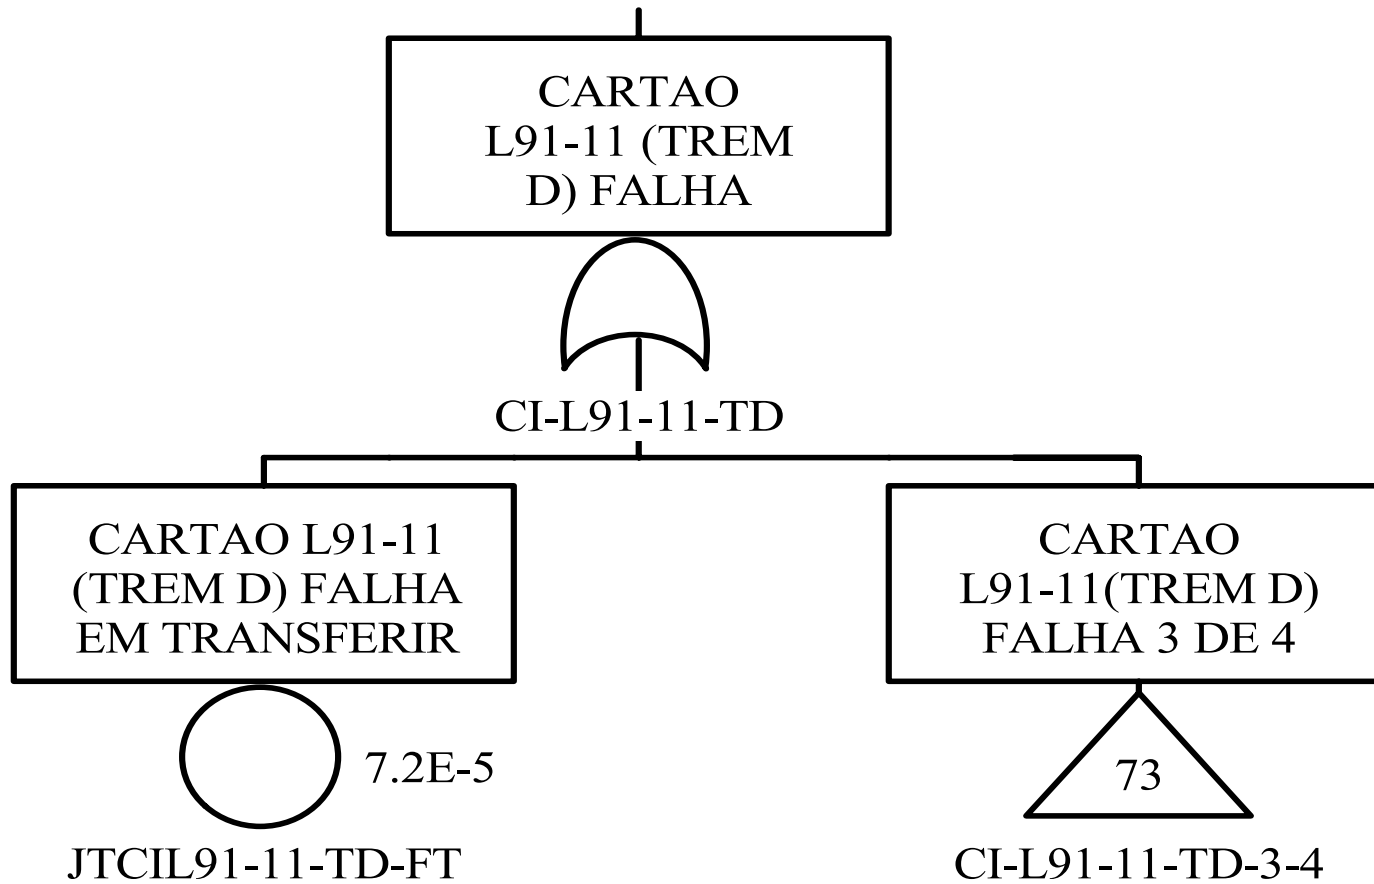 CARTAO
L91-11 (TREM
D) FALHA
CI-L91-11-TD
CARTAO L91-11
(TREM D) FALHA
EM TRANSFERIR
7.2E-5
JTCIL91-11-TD-FT
CARTAO
L91-11(TREM D)
FALHA 3 DE 4
73
CI-L91-11-TD-3-4